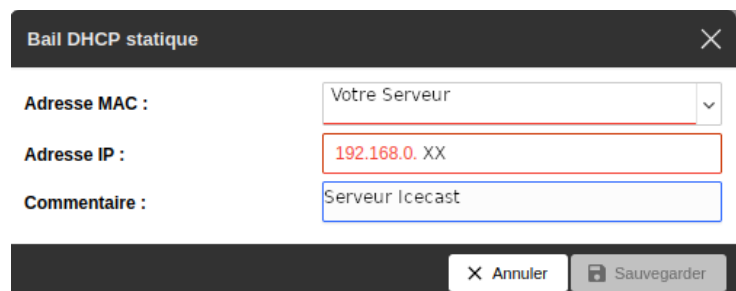 Bail DHCP statique
Adresse MAC : Votre Serveur
Adresse IP : 192.168.0. XX
Commentaire : Serveur Icecast
Annuler Sauvegarder